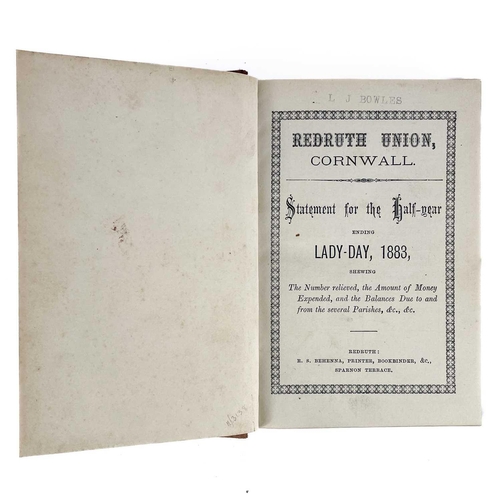 L J BOWLES
REDRUTH UNION,
CORNWALL.
Statement for the Half-year
ENDING
LADY-DAY, 1883,
SHEWING
The Number relieved, the Amount of Money
Expended, and the Balances Due to and
from the several Parishes, &c., &c.
REDRUTH:
R. S. BEHENNA, PRINTER, BOOKBINDER, &c.,
SPARNON TERRACE.